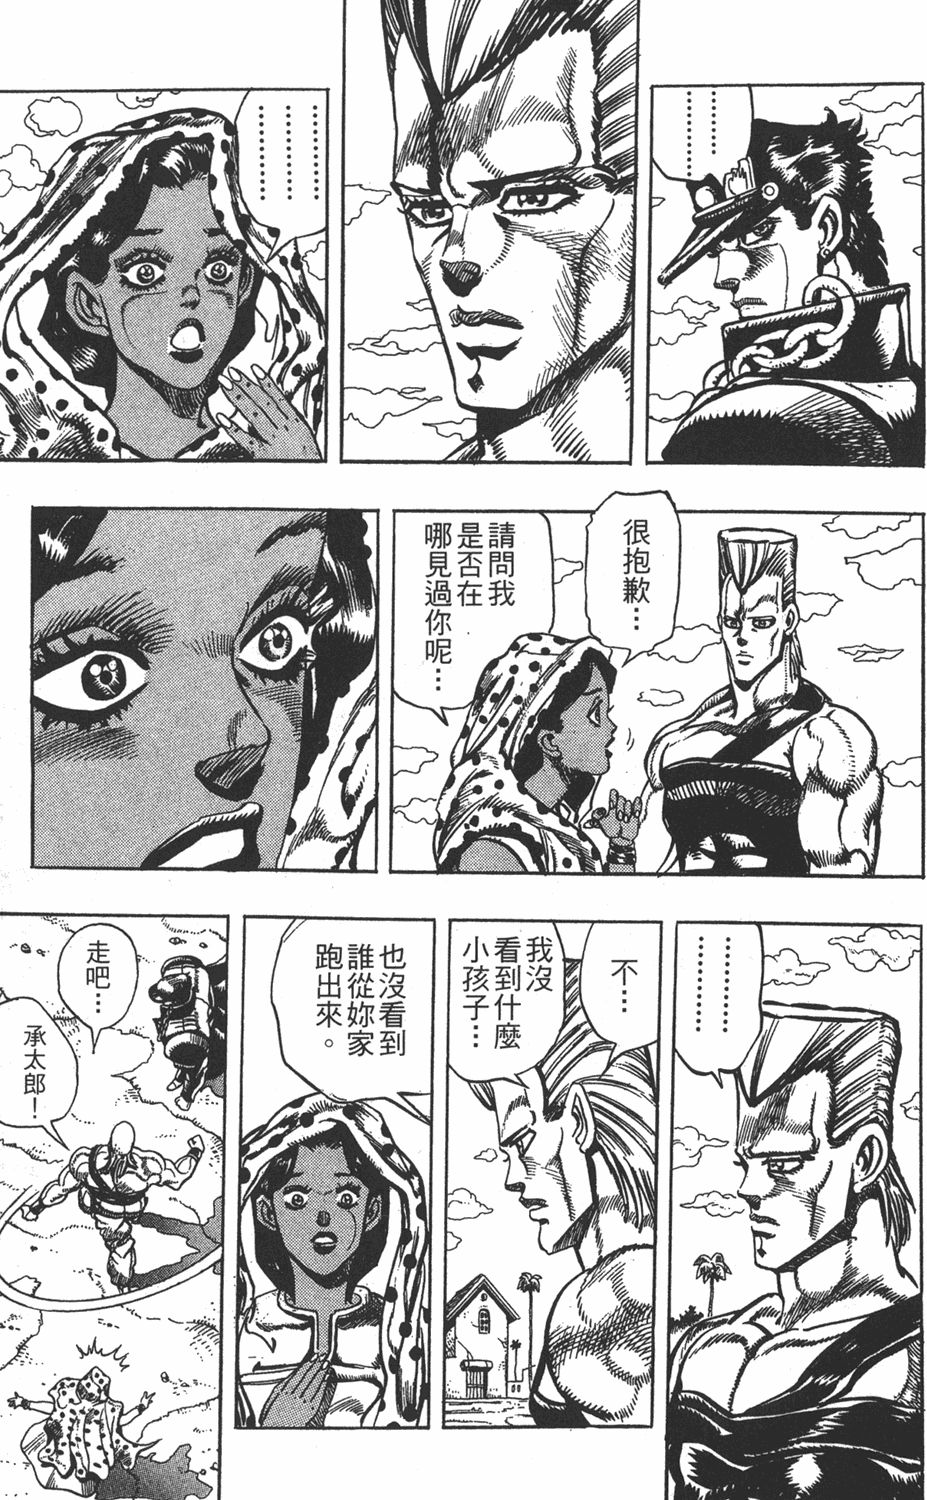 …………
…………
很抱歉…
請問我
是否在
哪見過你呢…
…………
不…
我沒
看到什麼
小孩子…
也沒看到
誰從妳家
跑出來。
走吧…
承太郎！